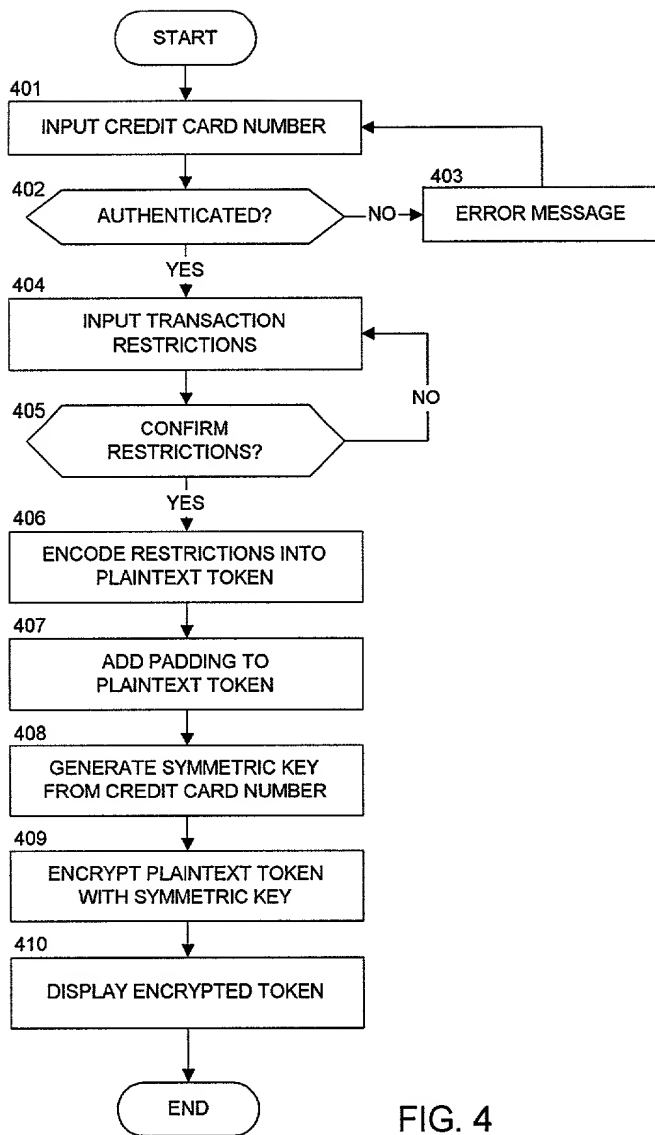 START
401
INPUT CREDIT CARD NUMBER
402
AUTHENTICATED?
NO
403
ERROR MESSAGE
YES
404
INPUT TRANSACTION
RESTRICTIONS
NO
405
CONFIRM
RESTRICTIONS?
YES
406
ENCODE RESTRICTIONS INTO
PLAINTEXT TOKEN
407
ADD PADDING TO
PLAINTEXT TOKEN
408
GENERATE SYMMETRIC KEY
FROM CREDIT CARD NUMBER
409
ENCRYPT PLAINTEXT TOKEN
WITH SYMMETRIC KEY
410
DISPLAY ENCRYPTED TOKEN
END
FIG. 4